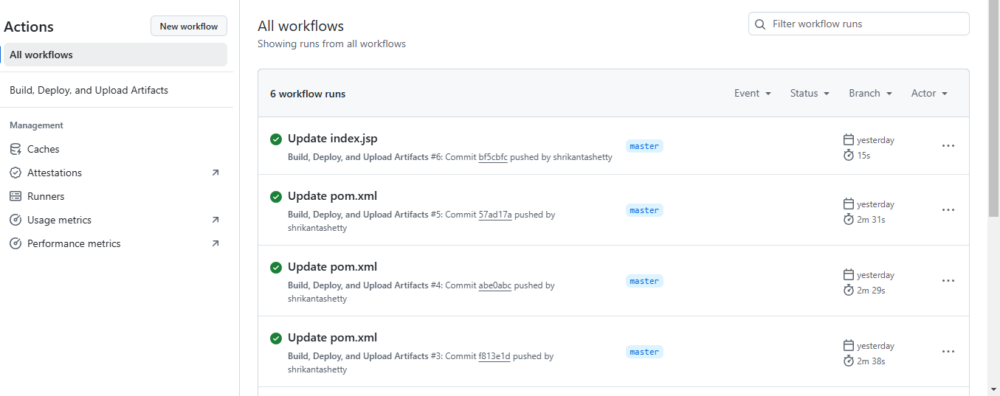 Actions
New workflow
All workflows
Build, Deploy, and Upload Artifacts
Management
Caches
Attestations
Runners
Usage metrics
Performance metrics
All workflows
Showing runs from all workflows
Filter workflow runs
6 workflow runs
Event
Status
Branch
Actor
Update index.jsp
Build, Deploy, and Upload Artifacts #6: Commit bf5cbfc pushed by shrikantashetty
master
yesterday
15s
Update pom.xml
Build, Deploy, and Upload Artifacts #5: Commit 57ad17a pushed by
shrikantashetty
master
yesterday
2m 31s
Update pom.xml
Build, Deploy, and Upload Artifacts #4: Commit abe0abc pushed by
shrikantashetty
master
yesterday
2m 29s
Update pom.xml
Build, Deploy, and Upload Artifacts #3: Commit f813e1d pushed by
shrikantashetty
master
yesterday
2m 38s